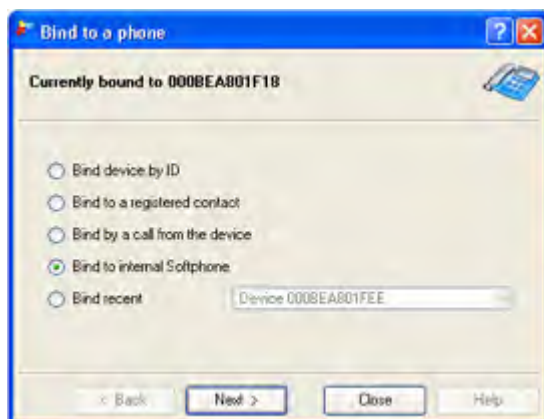 Bind to a phone
Currently bound to 000BEA801F18
Bind device by ID
Bind to a registered contact
Bind by a call from the device
Bind to internal Softphone
Bind recent Device 000BEA801FEE
< Back Next > Close Help